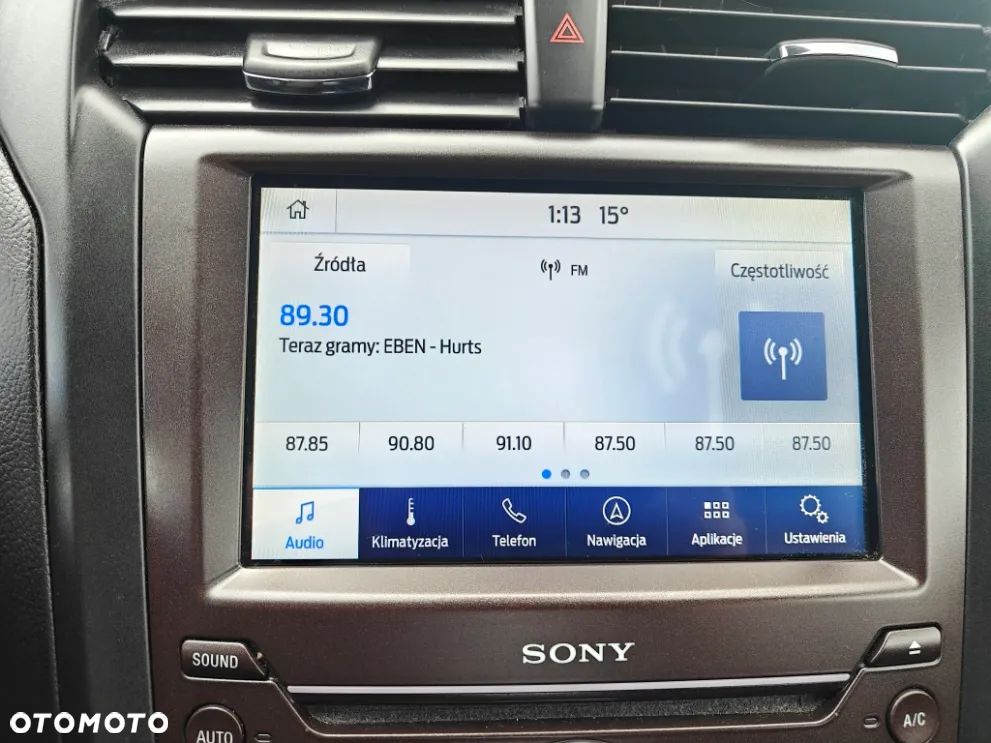 1:13 15°
Źródła
FM
Częstotliwość
89.30
Teraz gramy: EBEN - Hurts
87.85 90.80 91.10 87.50 87.50 87.50
Audio Klimatyzacja Telefon Nawigacja Aplikacje Ustawienia
SONY
SOUND
AUTO
A/C
OTOMOTO